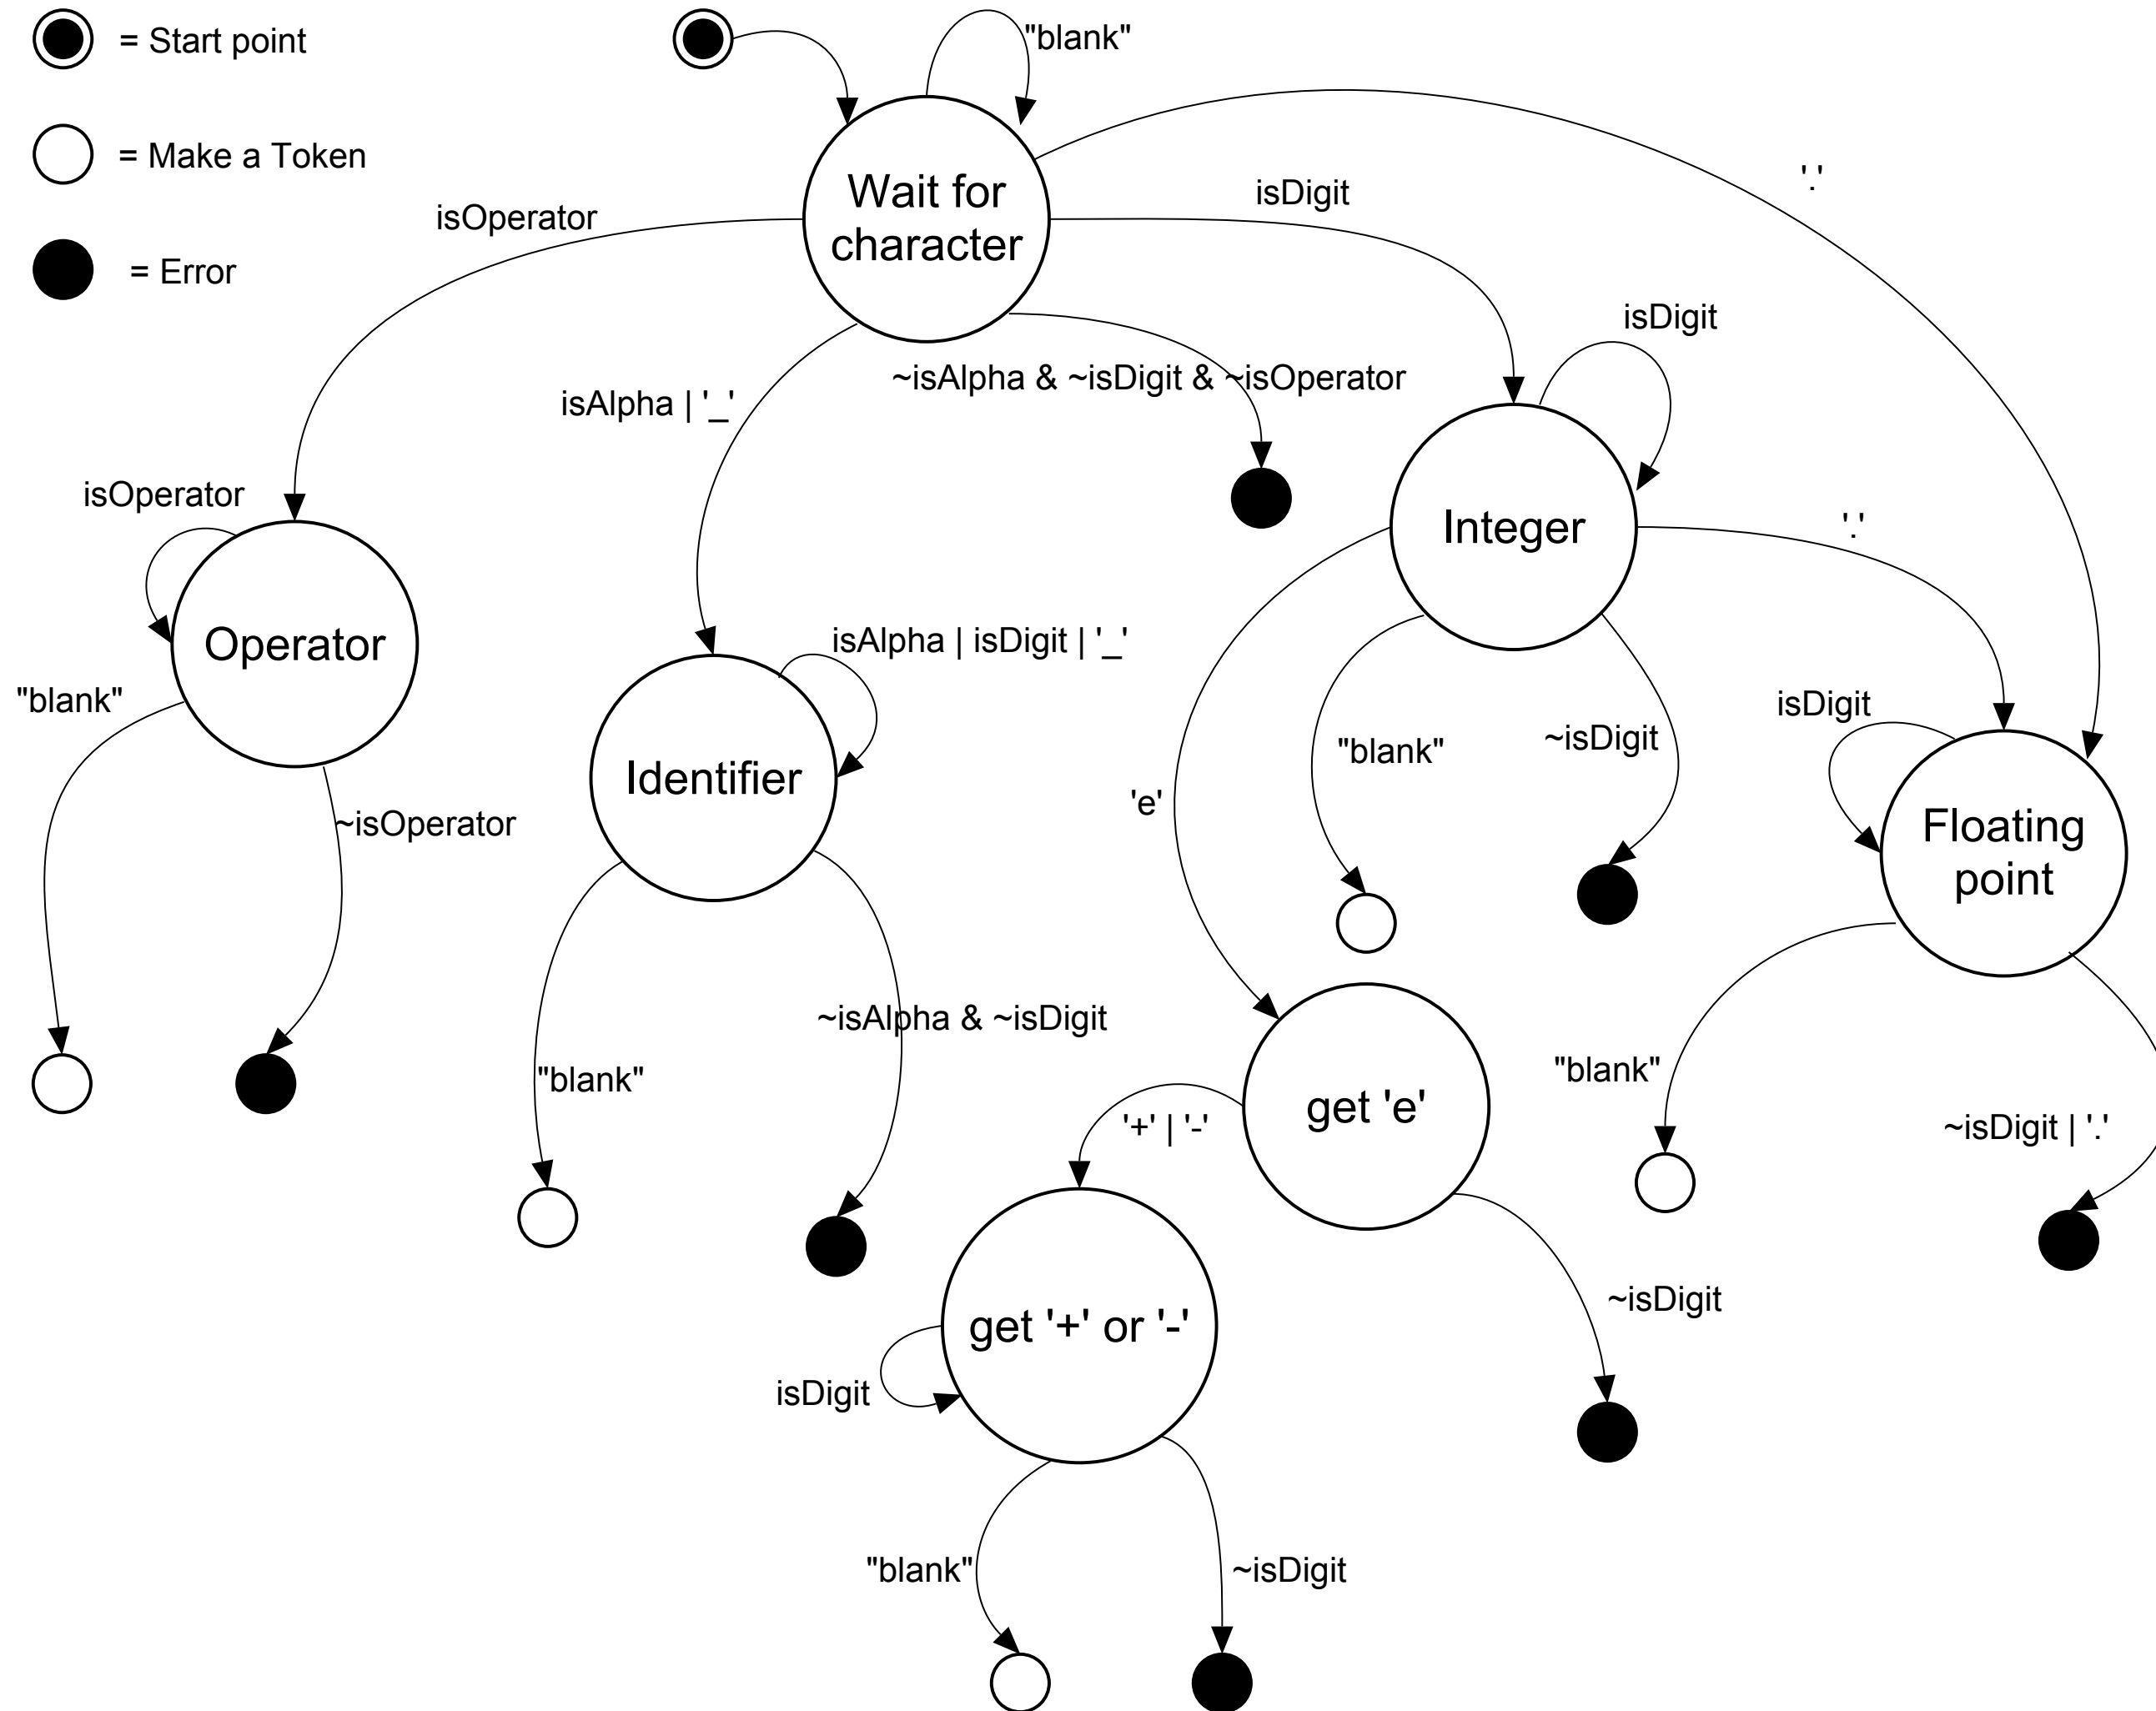 = Start point
= Make a Token
= Error
"blank"
Wait for
character
isOperator
isDigit
'.'
isAlpha | '_'
~isAlpha & ~isDigit & ~isOperator
isDigit
isOperator
Integer
'.'
Operator
isAlpha | isDigit | '_'
"blank"
Identifier
"blank"
~isDigit
isDigit
'e'
~isOperator
Floating
point
~isAlpha & ~isDigit
"blank"
"blank"
get 'e'
'+' | '-'
~isDigit | '.'
get '+' or '-'
~isDigit
isDigit
"blank"
~isDigit